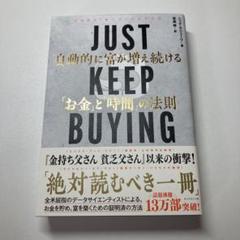 JUST
自動的に富が増え続ける
KEEP
「お金」と「時間」の法則
BUYING
『金持ち父さん 貧乏父さん』以来の衝撃!
「絶対読むべき一冊」
全米屈指のデータサイエンティストによる、
お金を貯め、富を築くための証明済の方法
13万部突破!